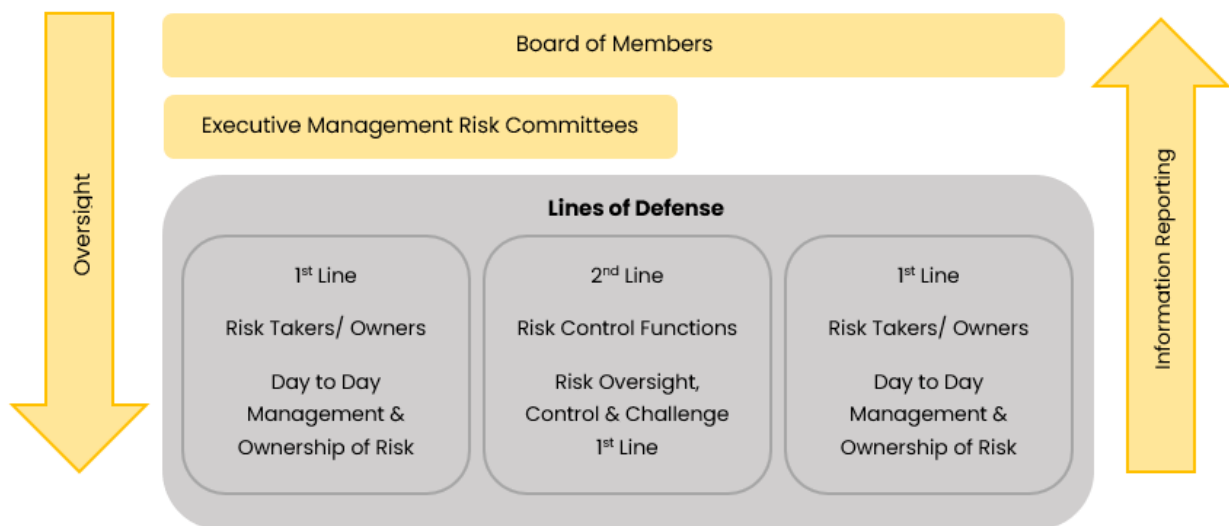 Board of Members
Executive Management Risk Committees
Oversight
Lines of Defense
1st Line
Risk Takers/ Owners
Day to Day
Management &
Ownership of Risk
2nd Line
Risk Control Functions
Risk Oversight,
Control & Challenge
1st Line
1st Line
Risk Takers/ Owners
Day to Day
Management &
Ownership of Risk
Information Reporting